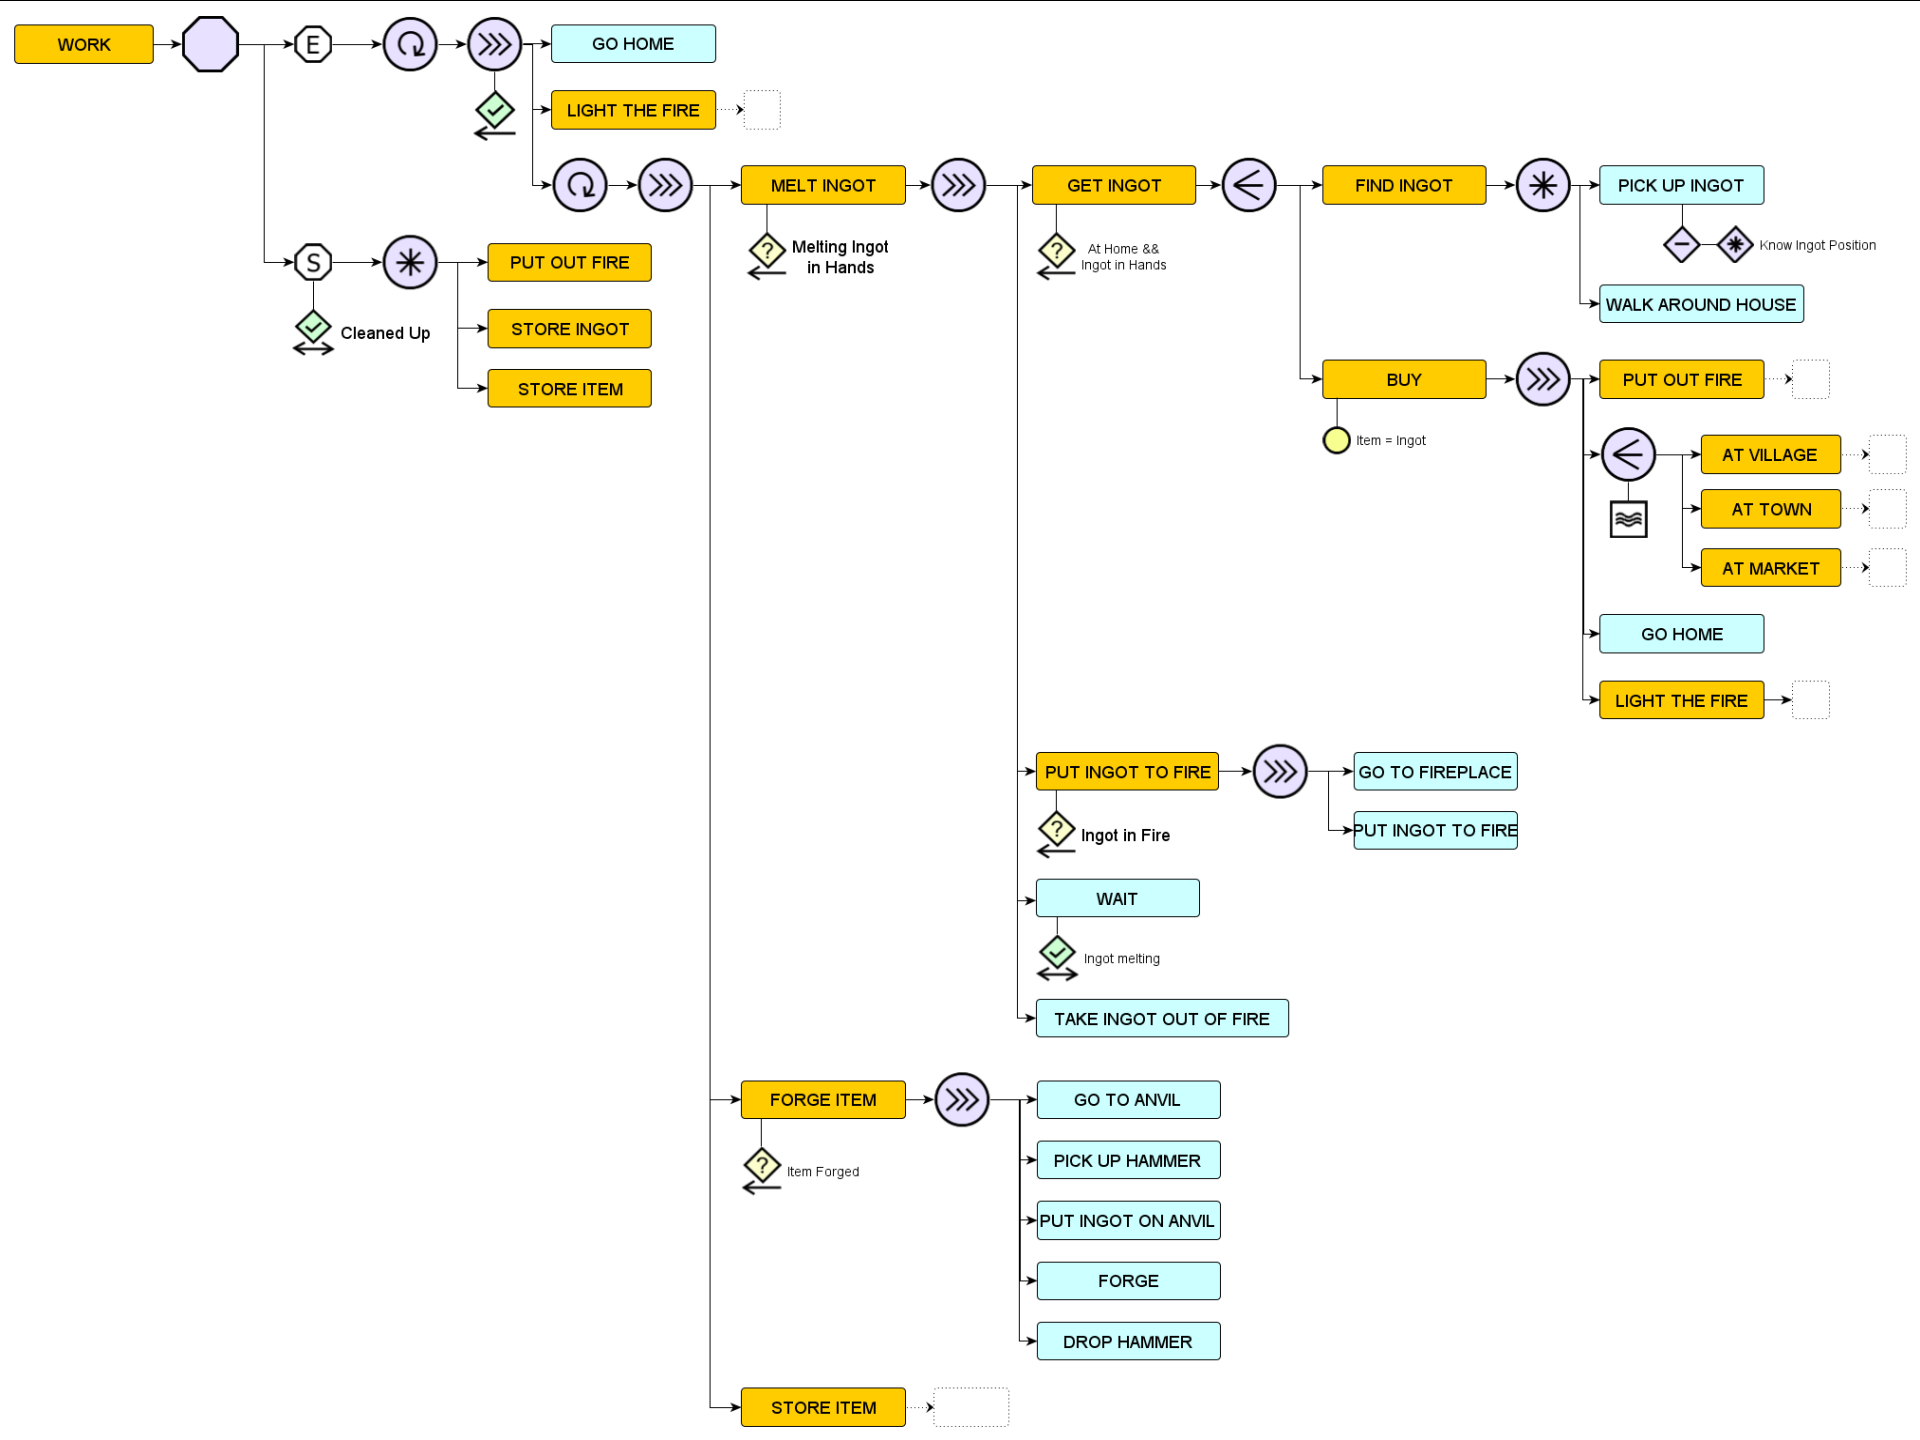 WORK
E
GO HOME
LIGHT THE FIRE
MELT INGOT
GET INGOT
FIND INGOT
PICK UP INGOT
?
Melting Ingot
in Hands
?
At Home &&
Ingot in Hands
Know Ingot Position
S
PUT OUT FIRE
WALK AROUND HOUSE
Cleaned Up
STORE INGOT
STORE ITEM
BUY
PUT OUT FIRE
Item = Ingot
AT VILLAGE
AT TOWN
AT MARKET
GO HOME
LIGHT THE FIRE
PUT INGOT TO FIRE
GO TO FIREPLACE
?
Ingot in Fire
PUT INGOT TO FIRE
WAIT
Ingot melting
TAKE INGOT OUT OF FIRE
FORGE ITEM
GO TO ANVIL
?
Item Forged
PICK UP HAMMER
PUT INGOT ON ANVIL
FORGE
DROP HAMMER
STORE ITEM